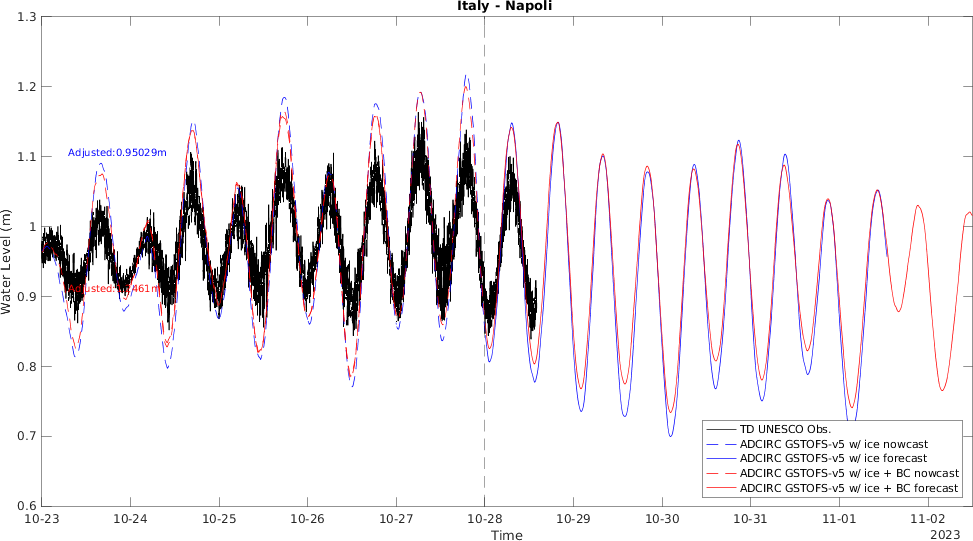 Italy - Napoli
1.3
1.2
1.1
1
0.9
0.8
0.7
0.6
Water Level (m)
Adjusted:0.95029m
Adjusted:
461m
10-23
10-24
10-25
10-26
10-27
10-28
10-29
10-30
10-31
11-01
11-02
2023
Time
TD UNESCO Obs.
ADCIRC GSTOFS-v5 w/ ice nowcast
ADCIRC GSTOFS-v5 w/ ice forecast
ADCIRC GSTOFS-v5 w/ ice + BC nowcast
ADCIRC GSTOFS-v5 w/ ice + BC forecast